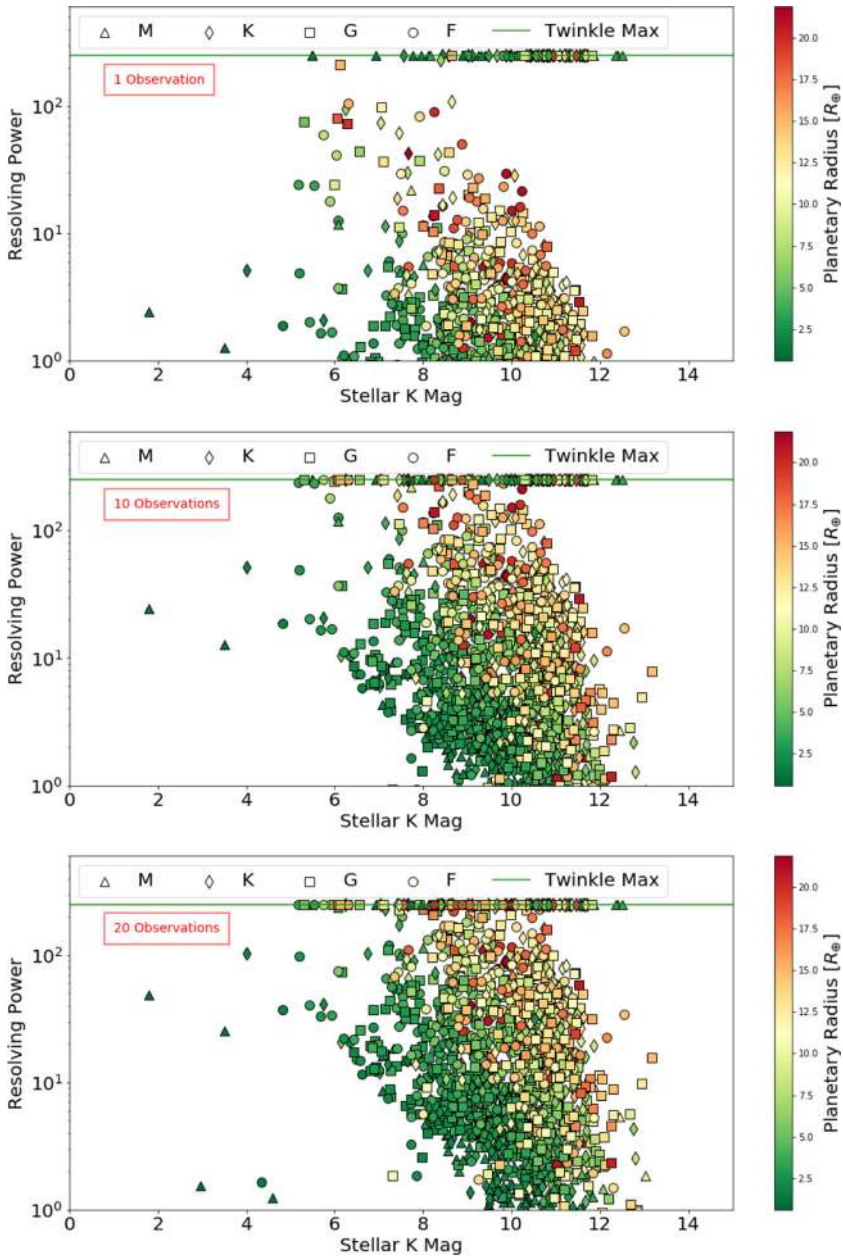 M K G F Twinkle Max
1 Observation
10²
10¹
10⁰
Resolving Power
0 2 4 6 8 10 12 14
Stellar K Mag
20.0
17.5
15.0
12.5
10.0
7.5
5.0
2.5
Planetary Radius [R⊕]
M K G F Twinkle Max
10 Observations
10²
10¹
10⁰
Resolving Power
0 2 4 6 8 10 12 14
Stellar K Mag
20.0
17.5
15.0
12.5
10.0
7.5
5.0
2.5
Planetary Radius [R⊕]
M K G F Twinkle Max
20 Observations
10²
10¹
10⁰
Resolving Power
0 2 4 6 8 10 12 14
Stellar K Mag
20.0
17.5
15.0
12.5
10.0
7.5
5.0
2.5
Planetary Radius [R⊕]